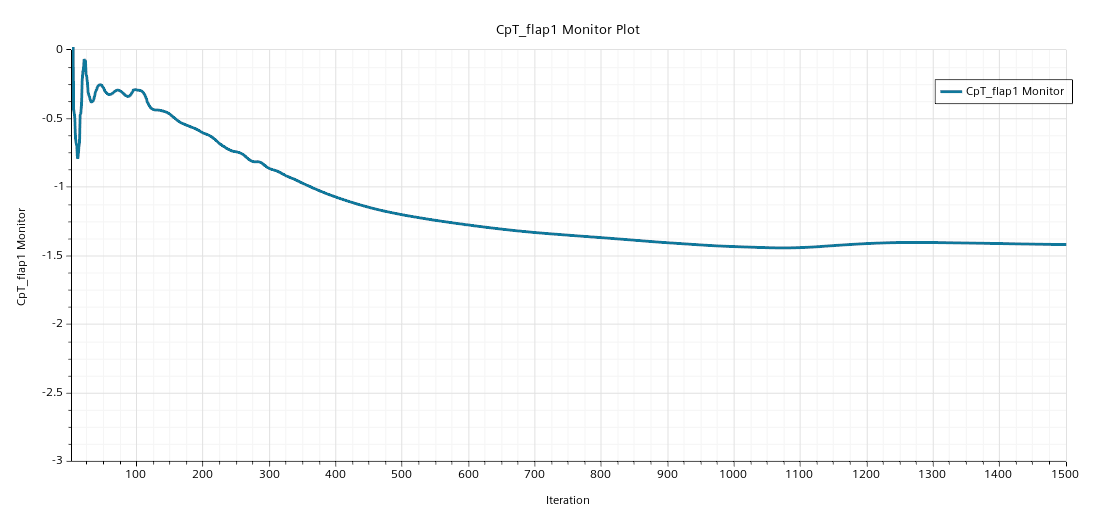 CpT_flap1 Monitor Plot
CpT_flap1 Monitor
CpT_flap1 Monitor
0
-0.5
-1
-1.5
-2
-2.5
-3
100 200 300 400 500 600 700 800 900 1000 1100 1200 1300 1400 1500
Iteration